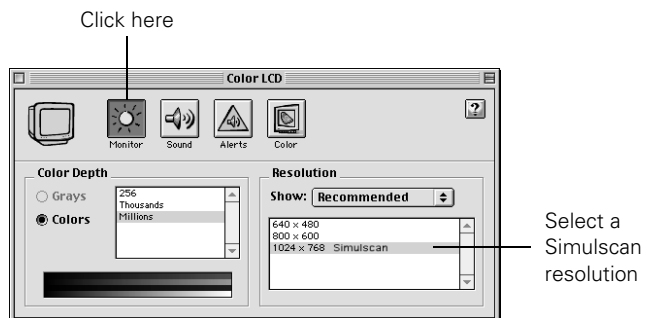 Click here
Color LCD
?
Monitor
Sound
Alerts
Color
Color Depth
Grays
Colors
256
Thousands
Millions
Resolution
Show: Recommended
640 x 480
800 x 600
1024 x 768 Simulscan
Select a
Simulscan
resolution